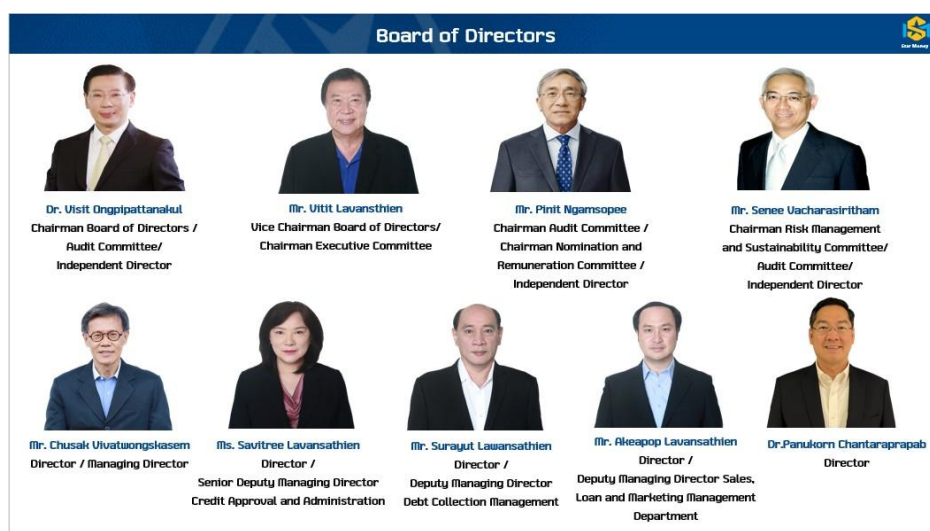 Board of Directors
Star Money
Dr. Visit Ongpipattanakul
Chairman Board of Directors /
Audit Committee/
Independent Director
Mr. Vitit Lavansthien
Vice Chairman Board of Directors/
Chairman Executive Committee
Mr. Pinit Ngamsopee
Chairman Audit Committee /
Chairman Nomination and
Remuneration Committee /
Independent Director
Mr. Senee Vacharasiritham
Chairman Risk Management
and Sustainability Committee/
Audit Committee/
Independent Director
Mr. Chusak Vivatwongskasem
Director / Managing Director
Ms. Savitree Lavansathien
Director /
Senior Deputy Managing Director
Credit Approval and Administration
Mr. Surayut Lawansathien
Director /
Deputy Managing Director
Debt Collection Management
Mr. Akeapop Lavansathien
Director /
Deputy Managing Director Sales,
Loan and Marketing Management
Department
Dr.Panukorn Chantaraprapab
Director